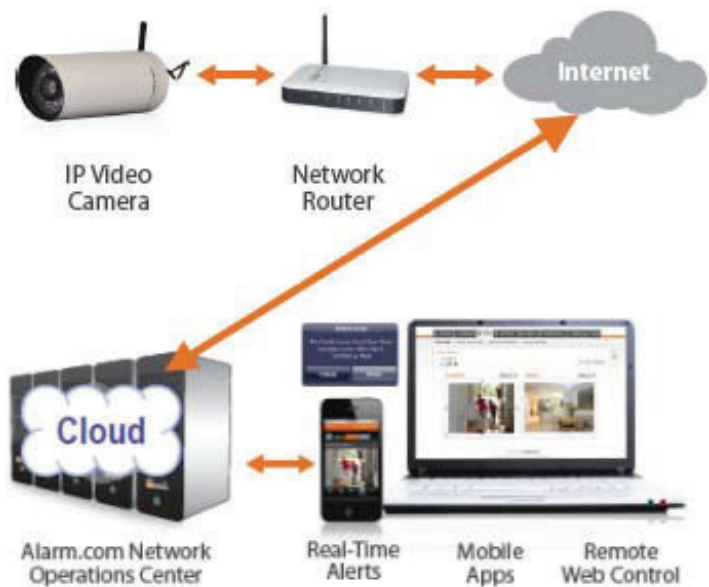 Internet
IP Video
Camera
Network
Router
Cloud
Alarm.com Network
Operations Center
Real-Time
Alerts
Mobile
Apps
Remote
Web Control